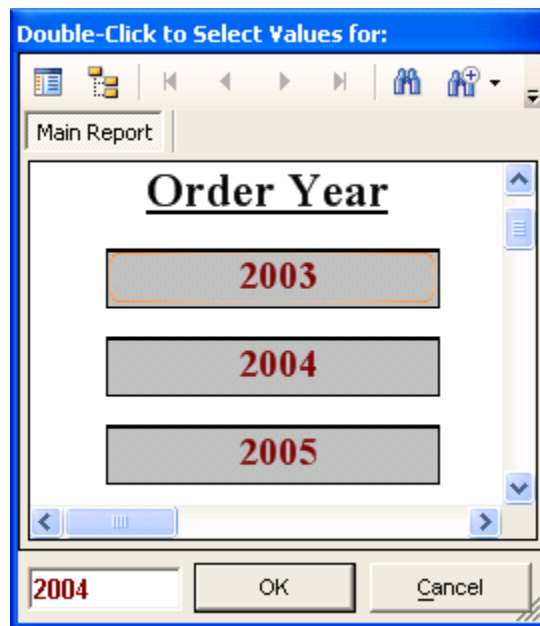 Double-Click to Select Values for:
Main Report
Order Year
2003
2004
2005
2004 OK Cancel